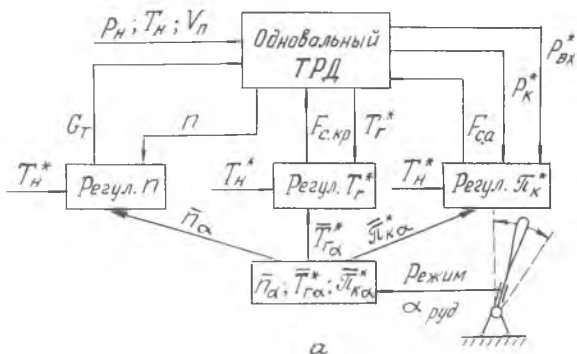 Pн; Tн; Vп
Одновальный
ТРД
Gт
n
Fс.кр
Tг*
Fс.а
Pк*
Pвх*
Tн*
Регул. n
Tн*
Регул. Tг*
Tн*
Регул. πк*
n̄α
T̄гα*
π̄кα*
n̄α; T̄гα*; π̄кα*
Режим
αруд
а